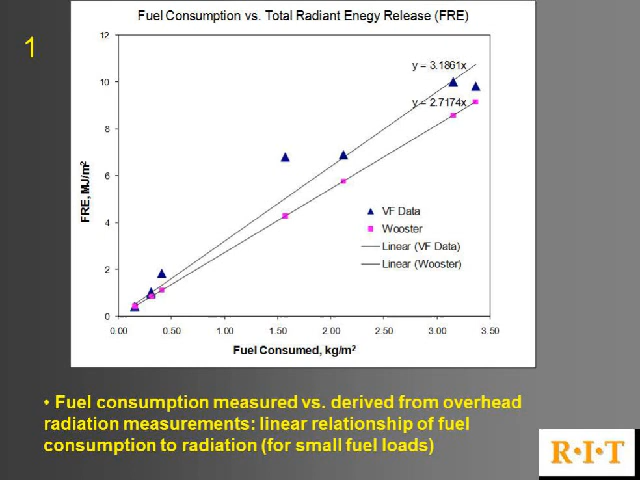 1
Fuel Consumption vs. Total Radiant Enegy Release (FRE)
12
10
8
6
4
2
0
FRE, MJ/m²
y = 3.1861x
y = 2.7174x
VF Data
Wooster
Linear (VF Data)
Linear (Wooster)
0.00 0.50 1.00 1.50 2.00 2.50 3.00 3.50
Fuel Consumed, kg/m²
• Fuel consumption measured vs. derived from overhead
radiation measurements: linear relationship of fuel
consumption to radiation (for small fuel loads)
R·I·T